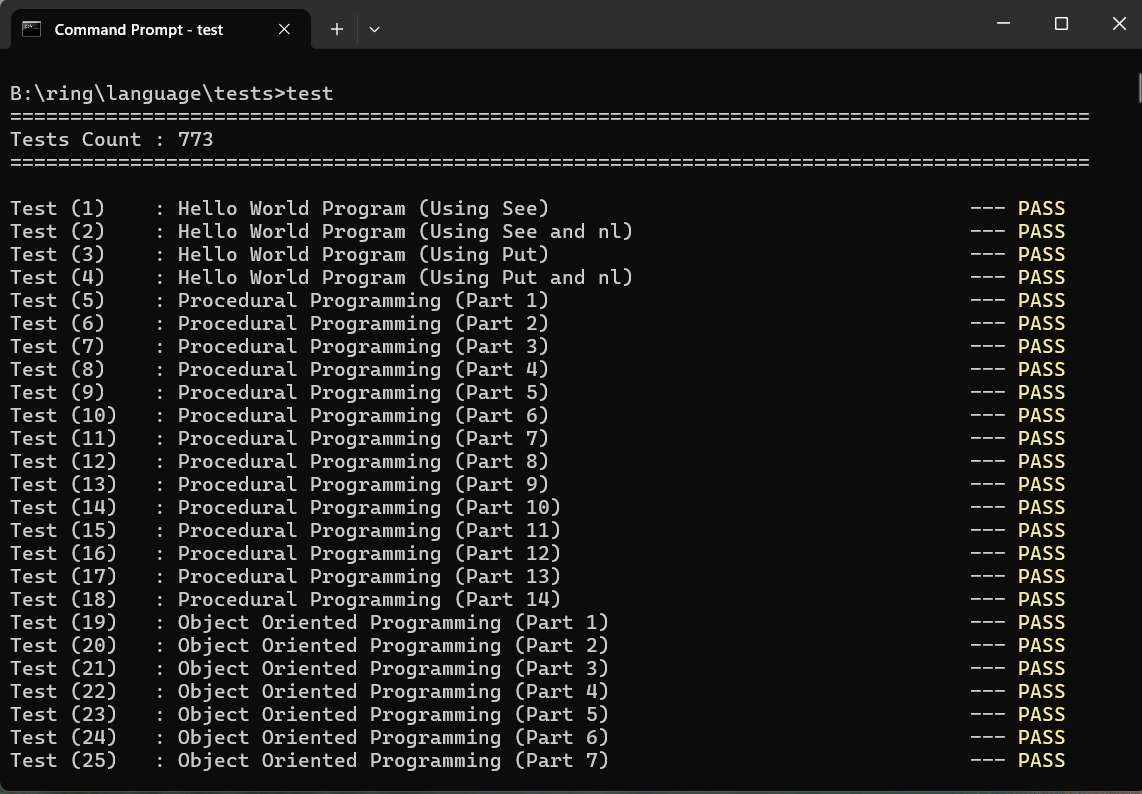 Command Prompt - test
B:\ring\language\tests>test
==========================================================================================
Tests Count : 773
==========================================================================================
Test (1)    : Hello World Program (Using See)                                   --- PASS
Test (2)    : Hello World Program (Using See and nl)                            --- PASS
Test (3)    : Hello World Program (Using Put)                                   --- PASS
Test (4)    : Hello World Program (Using Put and nl)                            --- PASS
Test (5)    : Procedural Programming (Part 1)                                   --- PASS
Test (6)    : Procedural Programming (Part 2)                                   --- PASS
Test (7)    : Procedural Programming (Part 3)                                   --- PASS
Test (8)    : Procedural Programming (Part 4)                                   --- PASS
Test (9)    : Procedural Programming (Part 5)                                   --- PASS
Test (10)   : Procedural Programming (Part 6)                                   --- PASS
Test (11)   : Procedural Programming (Part 7)                                   --- PASS
Test (12)   : Procedural Programming (Part 8)                                   --- PASS
Test (13)   : Procedural Programming (Part 9)                                   --- PASS
Test (14)   : Procedural Programming (Part 10)                                  --- PASS
Test (15)   : Procedural Programming (Part 11)                                  --- PASS
Test (16)   : Procedural Programming (Part 12)                                  --- PASS
Test (17)   : Procedural Programming (Part 13)                                  --- PASS
Test (18)   : Procedural Programming (Part 14)                                  --- PASS
Test (19)   : Object Oriented Programming (Part 1)                              --- PASS
Test (20)   : Object Oriented Programming (Part 2)                              --- PASS
Test (21)   : Object Oriented Programming (Part 3)                              --- PASS
Test (22)   : Object Oriented Programming (Part 4)                              --- PASS
Test (23)   : Object Oriented Programming (Part 5)                              --- PASS
Test (24)   : Object Oriented Programming (Part 6)                              --- PASS
Test (25)   : Object Oriented Programming (Part 7)                              --- PASS